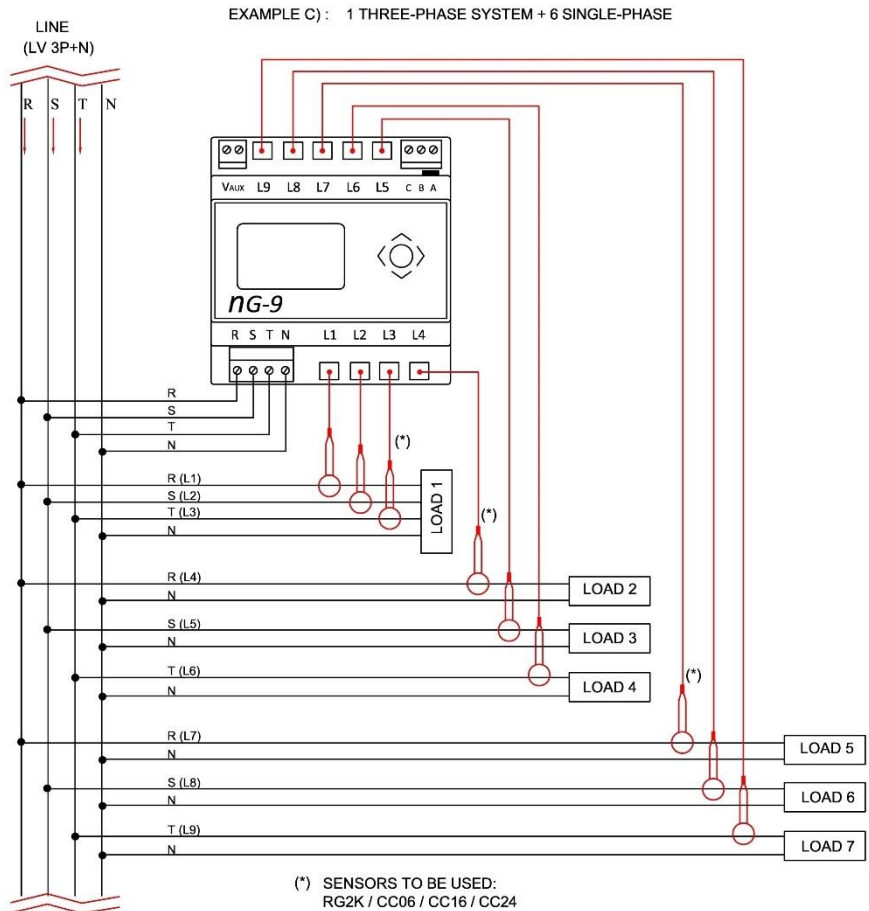 EXAMPLE C) : 1 THREE-PHASE SYSTEM + 6 SINGLE-PHASE
LINE
(LV 3P+N)
R S T N
VAUX L9 L8 L7 L6 L5 C B A
nG-9
R S T N L1 L2 L3 L4
R
S
T
N
(*)
R (L1)
S (L2)
T (L3)
N
LOAD 1
(*)
R (L4)
N
LOAD 2
S (L5)
N
LOAD 3
T (L6)
N
LOAD 4
(*)
R (L7)
N
LOAD 5
S (L8)
N
LOAD 6
T (L9)
N
LOAD 7
(*) SENSORS TO BE USED:
RG2K / CC06 / CC16 / CC24